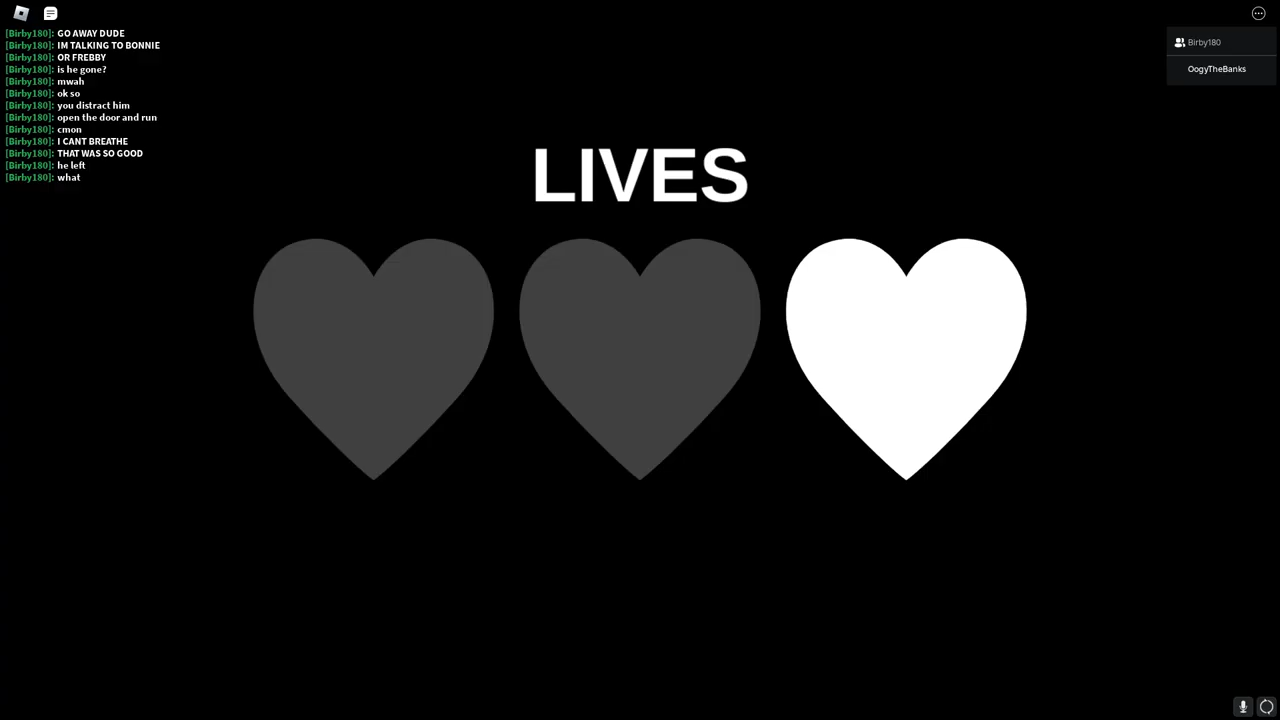 [Birby180]: GO AWAY DUDE
[Birby180]: IM TALKING TO BONNIE
[Birby180]: OR FREBBY
[Birby180]: is he gone?
[Birby180]: mwah
[Birby180]: ok so
[Birby180]: you distract him
[Birby180]: open the door and run
[Birby180]: cmon
[Birby180]: I CANT BREATHE
[Birby180]: THAT WAS SO GOOD
[Birby180]: he left
[Birby180]: what
Birby180
OogyTheBanks
LIVES